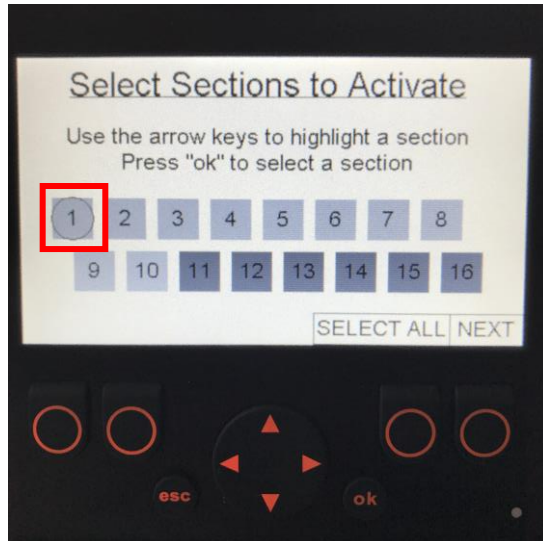 Select Sections to Activate
Use the arrow keys to highlight a section
Press "ok" to select a section
1 2 3 4 5 6 7 8
9 10 11 12 13 14 15 16
SELECT ALL NEXT
esc ok